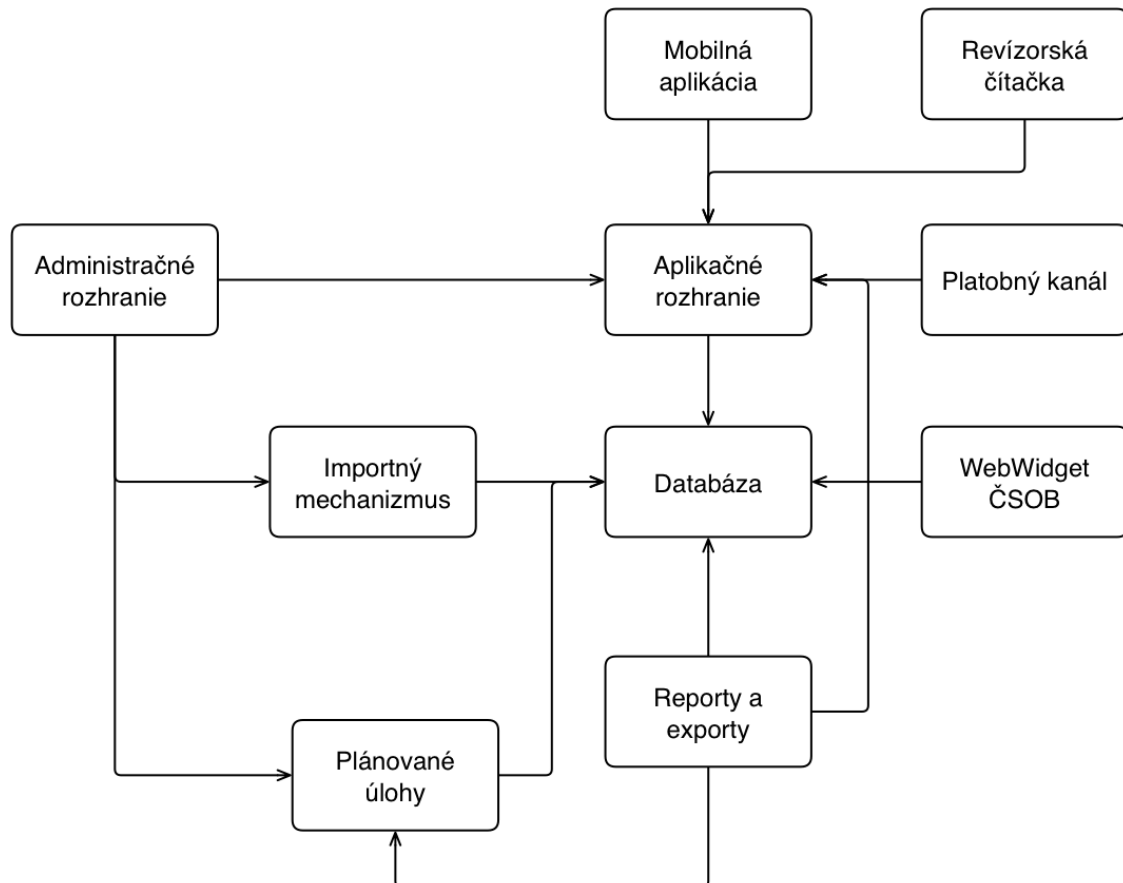 Mobilná
aplikácia
Revízorská
čítačka
Administračné
rozhranie
Aplikačné
rozhranie
Platobný kanál
Importný
mechanizmus
Databáza
WebWidget
ČSOB
Reporty a
exporty
Plánované
úlohy